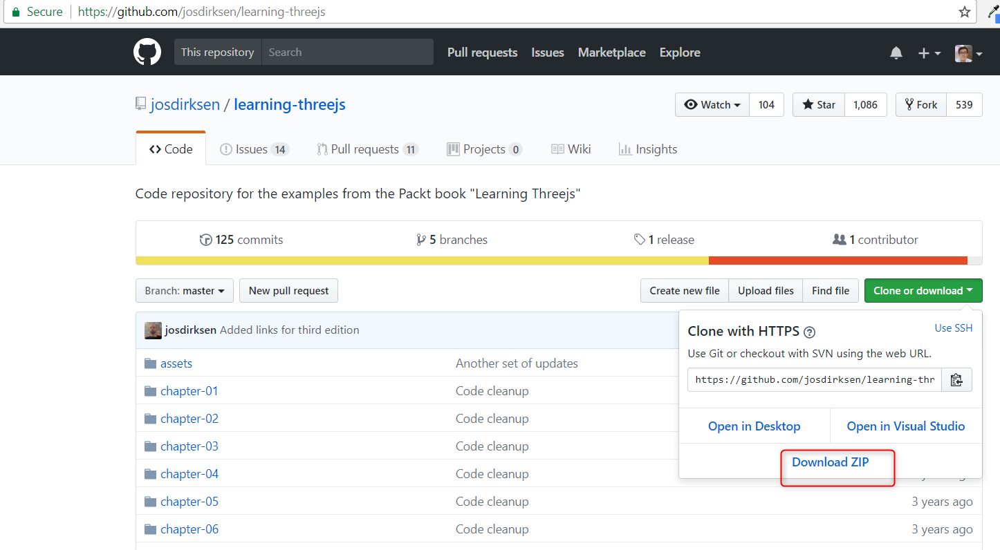 Secure https://github.com/josdirksen/learning-threejs
This repository Search Pull requests Issues Marketplace Explore
josdirksen / learning-threejs Watch 104 Star 1,086 Fork 539
Code Issues 14 Pull requests 11 Projects 0 Wiki Insights
Code repository for the examples from the Packt book "Learning Threejs"
125 commits 5 branches 1 release 1 contributor
Branch: master New pull request Create new file Upload files Find file Clone or download
josdirksen Added links for third edition
Clone with HTTPS ? Use SSH
Use Git or checkout with SVN using the web URL.
https://github.com/josdirksen/learning-thr
Open in Desktop Open in Visual Studio
Download ZIP
assets Another set of updates
chapter-01 Code cleanup
chapter-02 Code cleanup
chapter-03 Code cleanup
chapter-04 Code cleanup
chapter-05 Code cleanup 3 years ago
chapter-06 Code cleanup 3 years ago